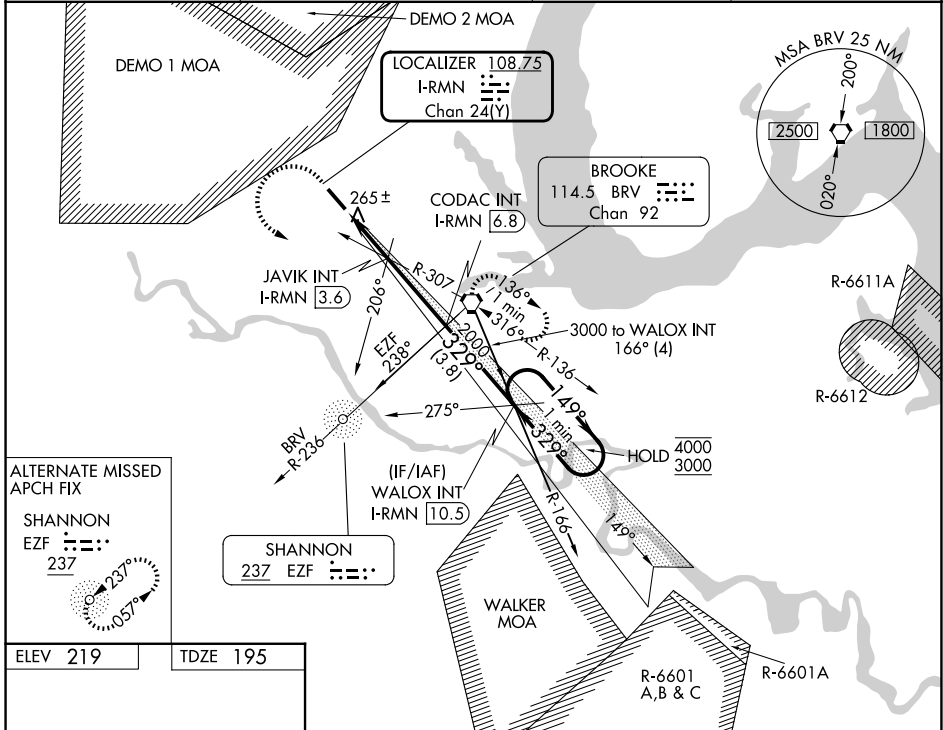 DEMO 2 MOA
DEMO 1 MOA
LOCALIZER 108.75
I-RMN
Chan 24(Y)
MSA BRV 25 NM
200°
2500
1800
020°
BROOKE
114.5 BRV
Chan 92
265±
CODAC INT
I-RMN 6.8
JAVIK INT
I-RMN 3.6
R-307
206°
136°
1 min
316°
R-136
R-6611A
R-6612
3000 to WALOX INT
166° (4)
EZF
238°
2000
329°
(3.8)
275°
149°
1 min
329°
HOLD 4000
3000
BRV
R-236
(IF/IAF)
WALOX INT
I-RMN 10.5
R-166
149°
ALTERNATE MISSED
APCH FIX
SHANNON
EZF
237
237°
057°
SHANNON
237 EZF
WALKER
MOA
R-6601
A,B & C
R-6601A
ELEV 219
TDZE 195